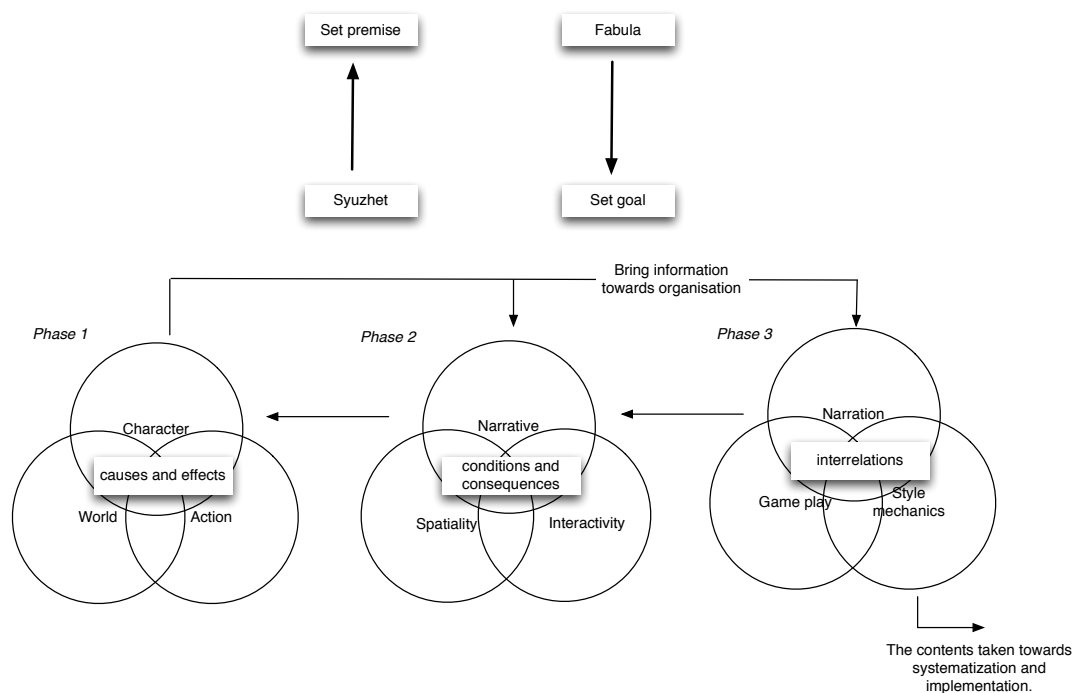 Set premise
Fabula
Syuzhet
Set goal
Bring information
towards organisation
Phase 1
Phase 2
Phase 3
Character
causes and effects
World
Action
Narrative
conditions and
consequences
Spatiality
Interactivity
Narration
interrelations
Game play
Style
mechanics
The contents taken towards
systematization and
implementation.